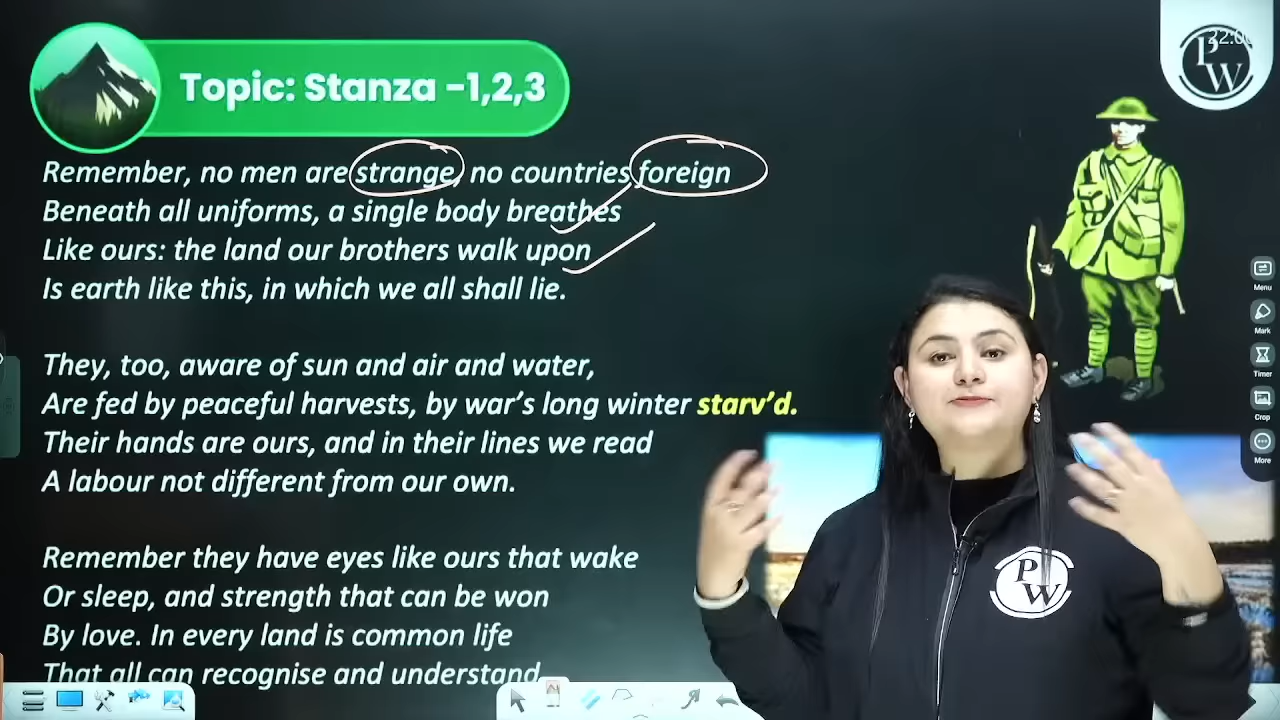 Topic: Stanza -1,2,3
Remember, no men are strange, no countries foreign
Beneath all uniforms, a single body breathes
Like ours: the land our brothers walk upon
Is earth like this, in which we all shall lie.
They, too, aware of sun and air and water,
Are fed by peaceful harvests, by war's long winter starv'd.
Their hands are ours, and in their lines we read
A labour not different from our own.
Remember they have eyes like ours that wake
Or sleep, and strength that can be won
By love. In every land is common life
That all can recognise and understand
PW
Menu
Mark
Timer
Crop
More
PW